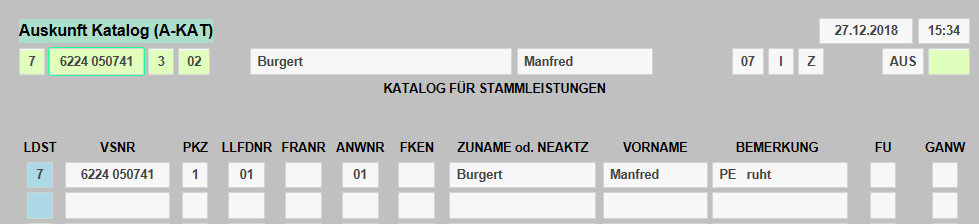 Auskunft Katalog (A-KAT) 27.12.2018 15:34
7 6224 050741 3 02 Burgert Manfred 07 I Z AUS
KATALOG FÜR STAMMLEISTUNGEN
LDST VSNR PKZ LLFDNR FRANR ANWNR FKEN ZUNAME od. NEAKTZ VORNAME BEMERKUNG FU GANW
7 6224 050741 1 01 01 Burgert Manfred PE ruht